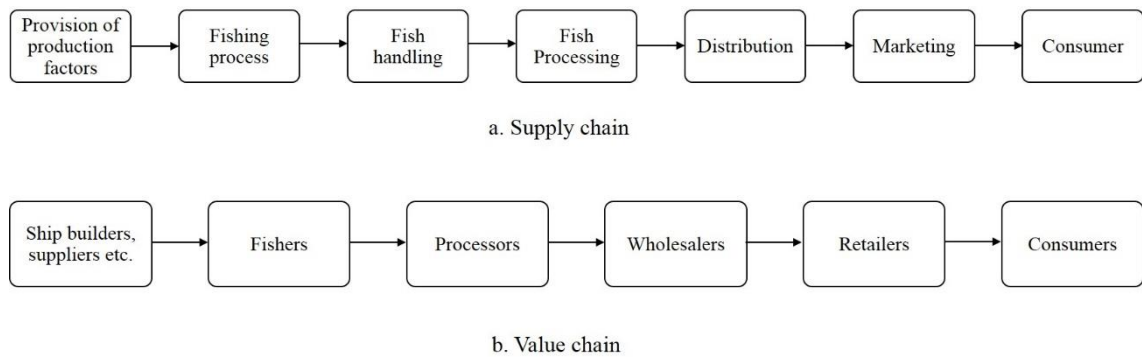 Provision of
production
factors
Fishing
process
Fish
handling
Fish
Processing
Distribution
Marketing
Consumer
a. Supply chain
Ship builders,
suppliers etc.
Fishers
Processors
Wholesalers
Retailers
Consumers
b. Value chain